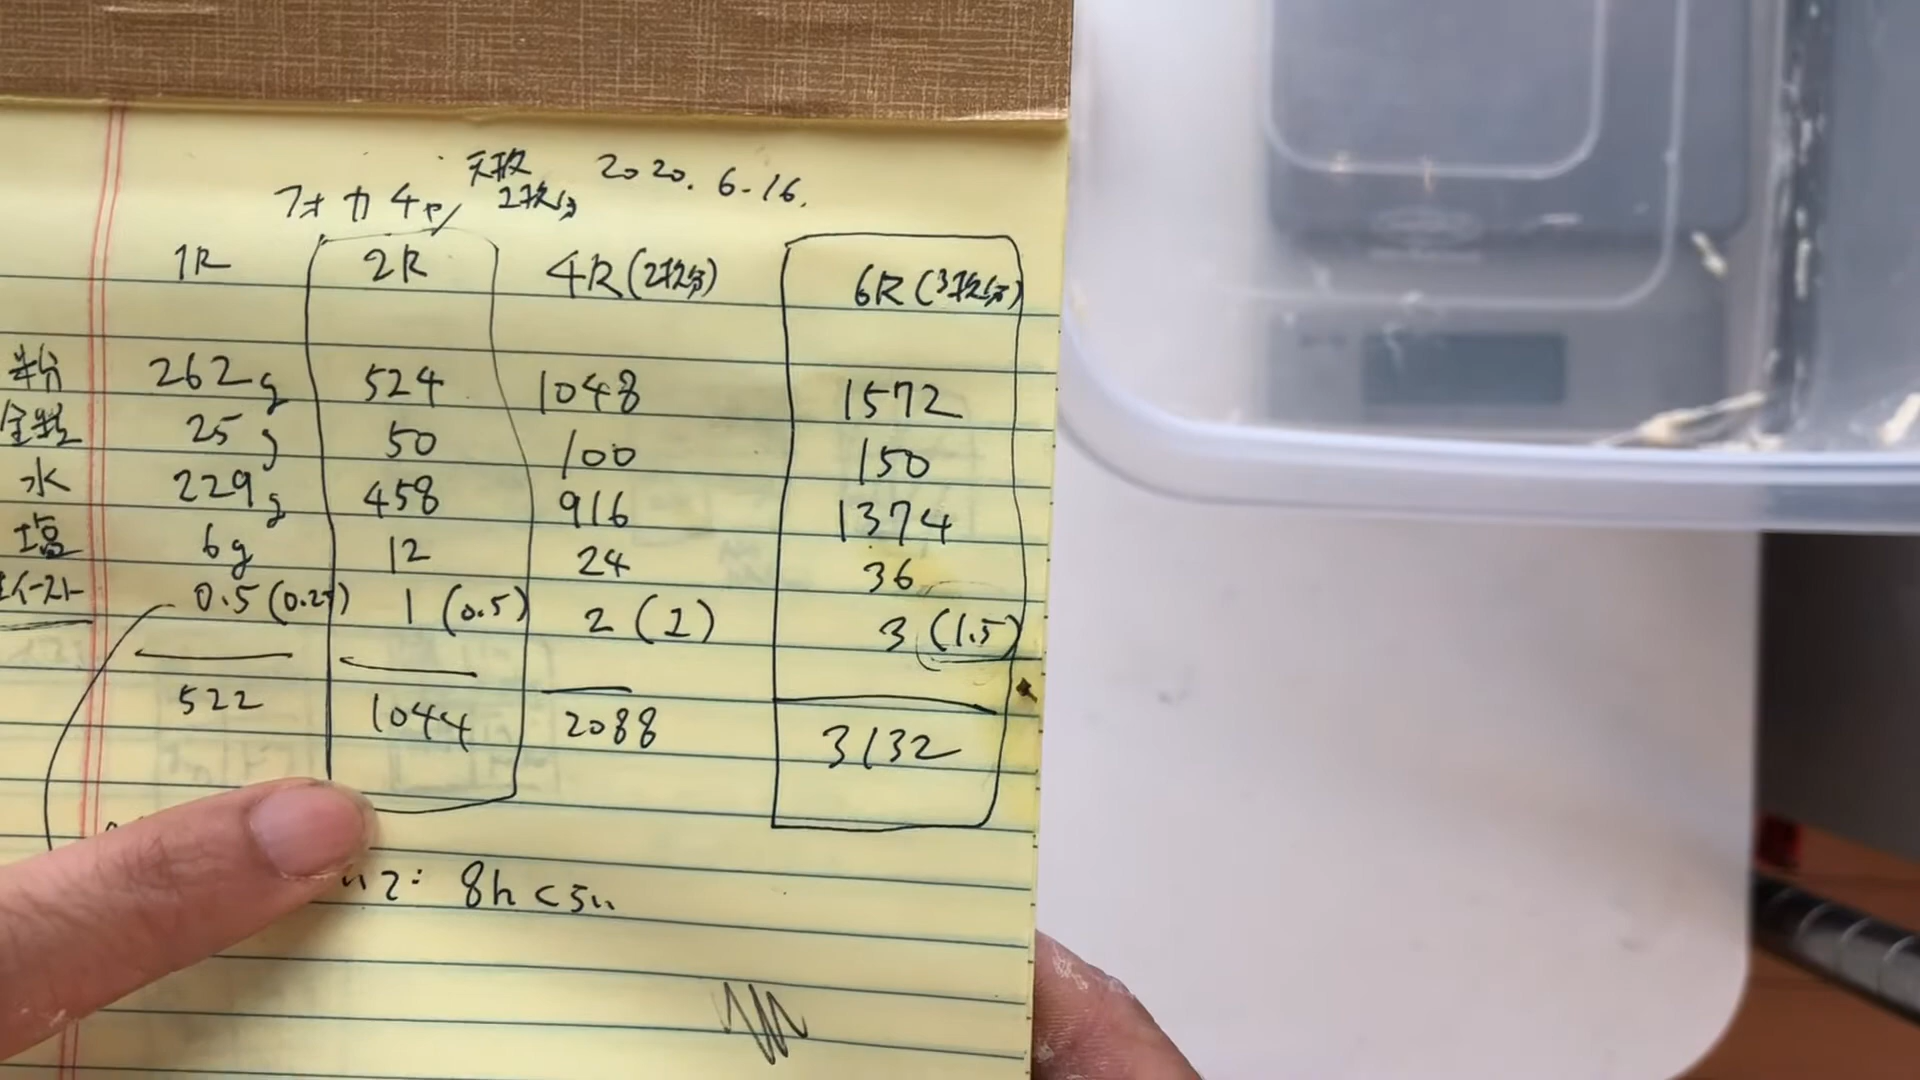 天板 2020.6.16.
フォカ4ャ 2枚分
1R 2R 4R(2枚分) 6R(3枚分)
粉 262g 524 1048 1572
全粒 25g 50 100 150
水 229g 458 916 1374
塩 6g 12 24 36
イースト 0.5(0.25) 1(0.5) 2(1) 3(1.5)
522 1044 2088 3132
8hくらい